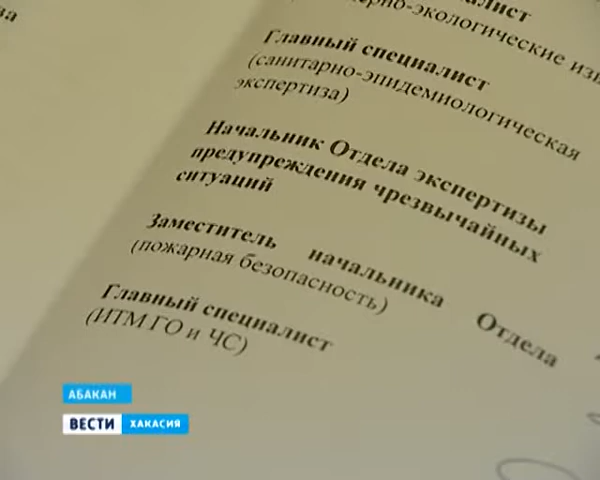 Главный специалист
(санитарно-эпидемиологическая
экспертиза)
Начальник Отдела экспертизы
предупреждения чрезвычайных
ситуаций
Заместитель начальника Отдела
(пожарная безопасность)
Главный специалист
(ИТМ ГО и ЧС)
АБАКАН
ВЕСТИ ХАКАСИЯ